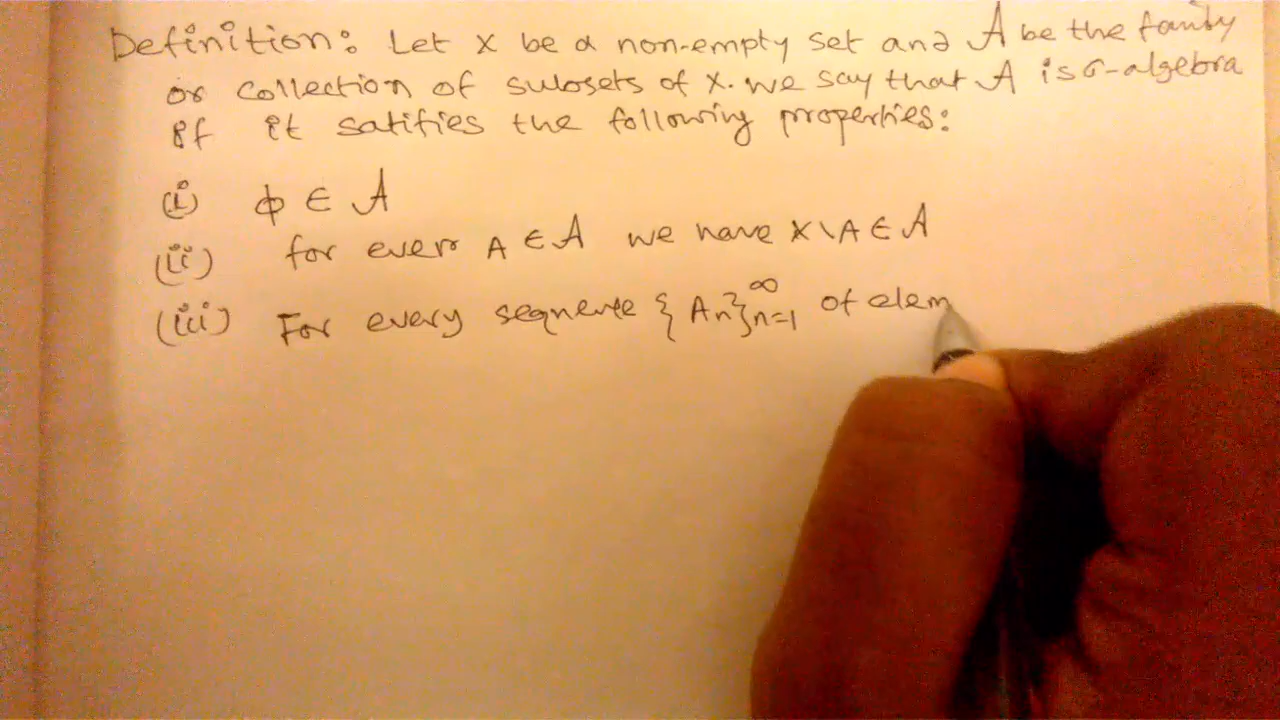 Definition: Let X be a non-empty set and A be the family
or collection of subsets of X. we say that A is σ-algebra
if it satifies the following properties:
(i) ϕ ∈ A
(ii) for ever A ∈ A we have X \ A ∈ A
(iii) For every sequence { An }∞n=1 of elem